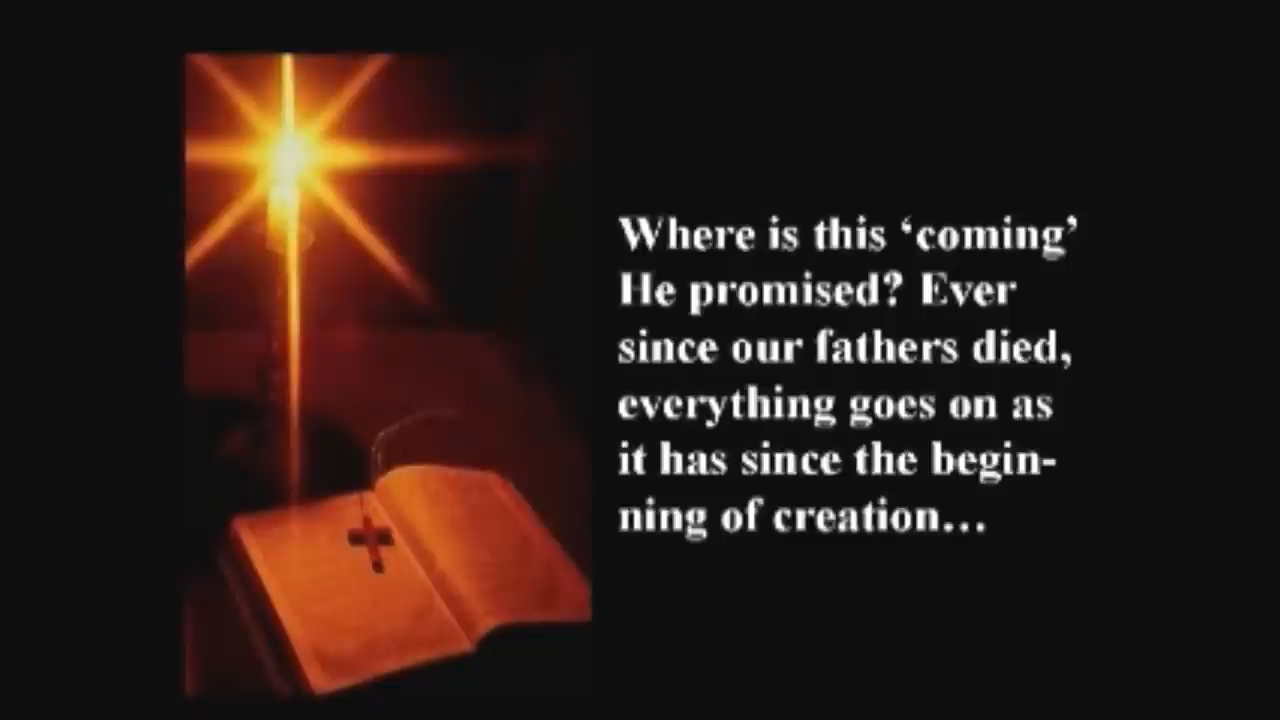 Where is this ‘coming’
He promised? Ever
since our fathers died,
everything goes on as
it has since the begin-
ning of creation...